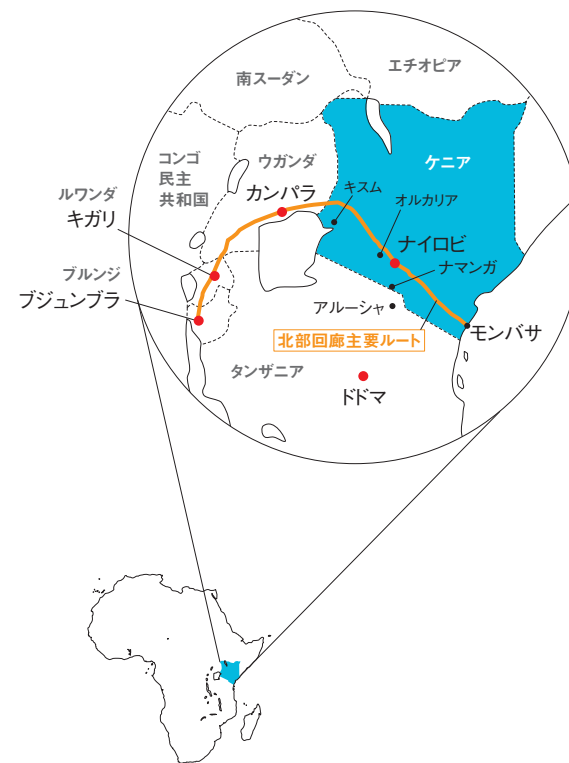 エチオピア
南スーダン
コンゴ
民主
共和国
ウガンダ
ケニア
ルワンダ
キガリ
カンパラ
キスム
オルカリア
ナイロビ
ブルンジ
ブジュンブラ
ナマンガ
アルーシャ
北部回廊主要ルート
モンバサ
タンザニア
ドドマ